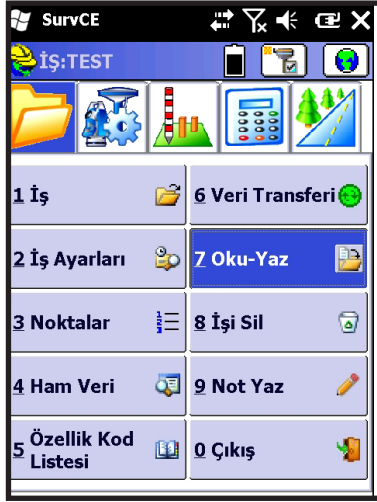 SurvCE
İŞ:TEST
1 İş
6 Veri Transferi
2 İş Ayarları
7 Oku-Yaz
3 Noktalar
8 İşi Sil
4 Ham Veri
9 Not Yaz
5 Özellik Kod
Listesi
0 Çıkış